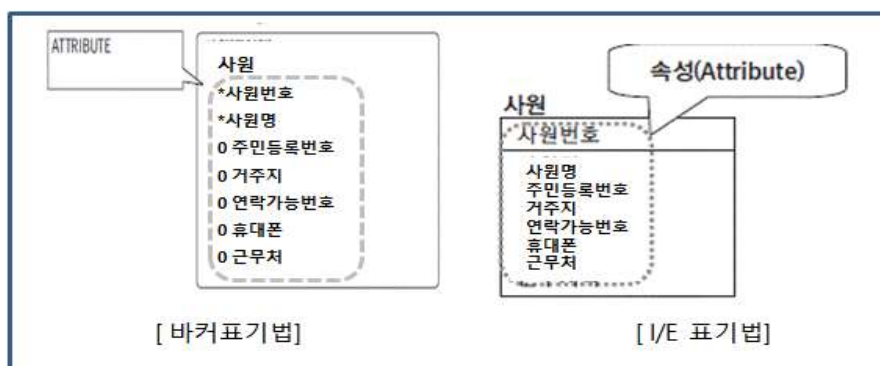 ATTRIBUTE
사원
*사원번호
*사원명
0 주민등록번호
0 거주지
0 연락가능번호
0 휴대폰
0 근무처
[ 바커표기법]
속성(Attribute)
사원
사원번호
사원명
주민등록번호
거주지
연락가능번호
휴대폰
근무처
[ I/E 표기법]